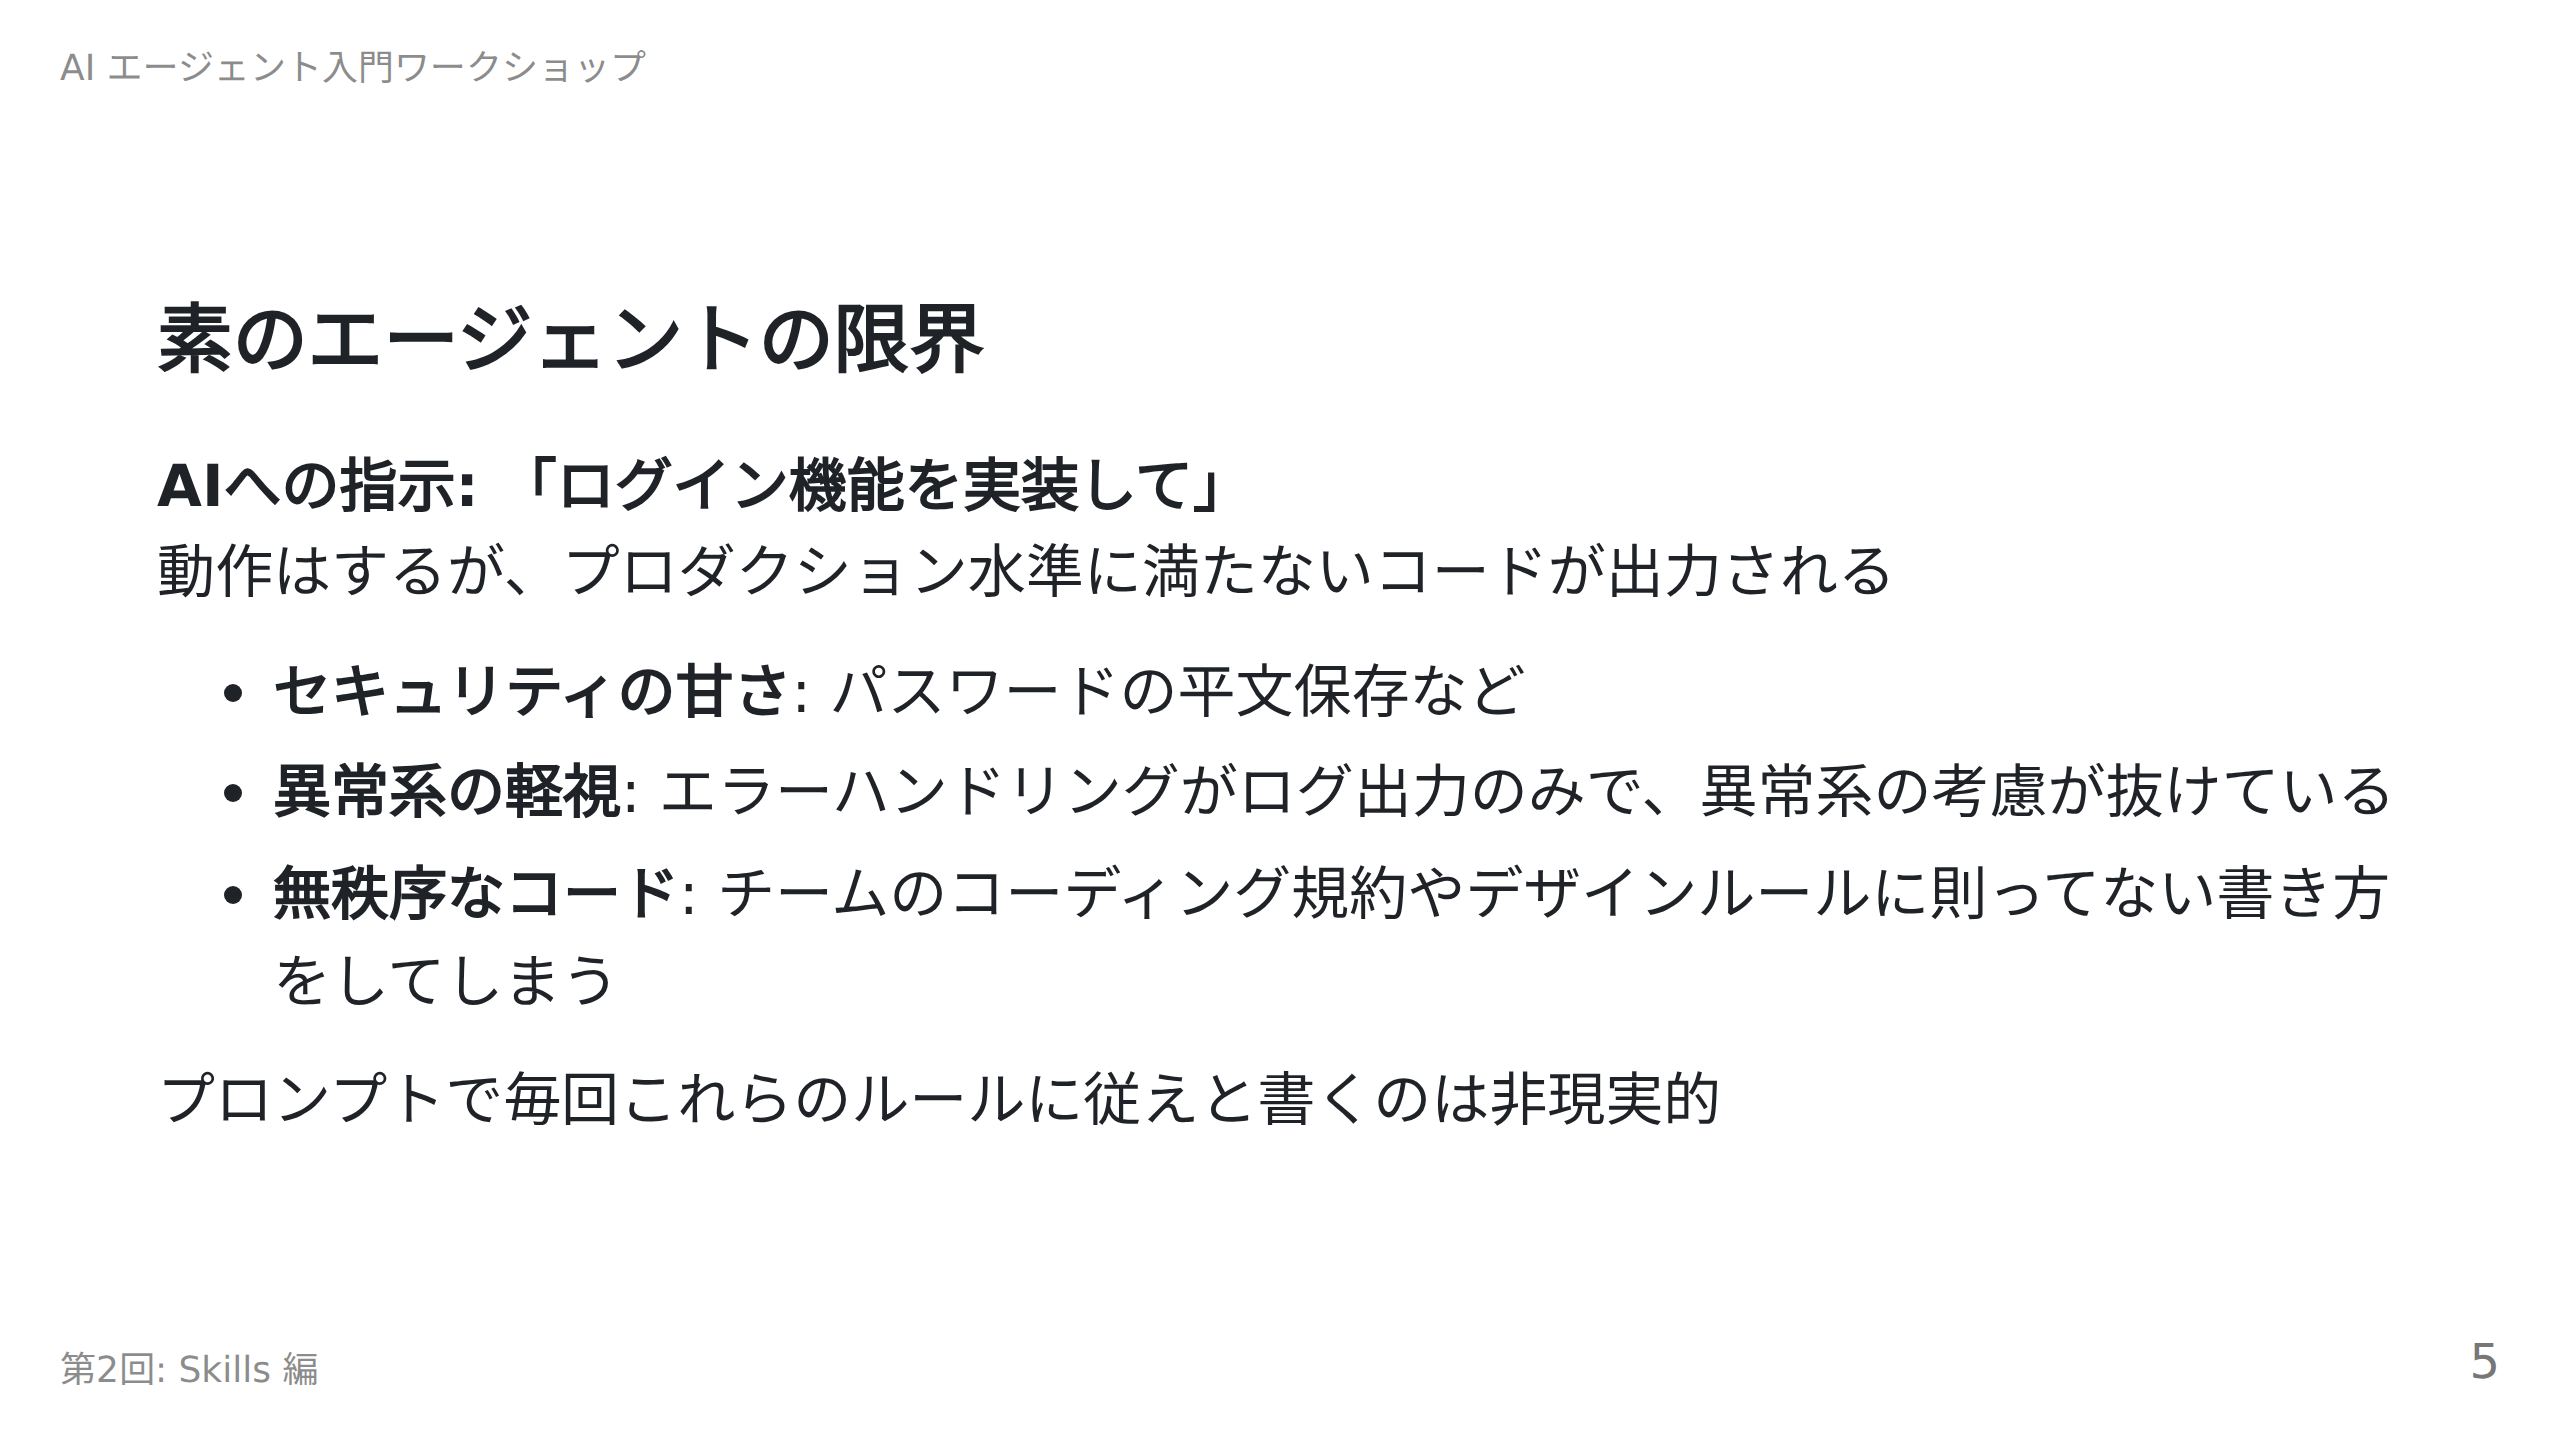 AI エージェント入門ワークショップ
素のエージェントの限界
AIへの指示: 「ログイン機能を実装して」
動作はするが、プロダクション水準に満たないコードが出力される
• セキュリティの甘さ: パスワードの平文保存など
• 異常系の軽視: エラーハンドリングがログ出力のみで、異常系の考慮が抜けている
• 無秩序なコード: チームのコーディング規約やデザインルールに則ってない書き方
をしてしまう
プロンプトで毎回これらのルールに従えと書くのは非現実的
第2回: Skills 編
5